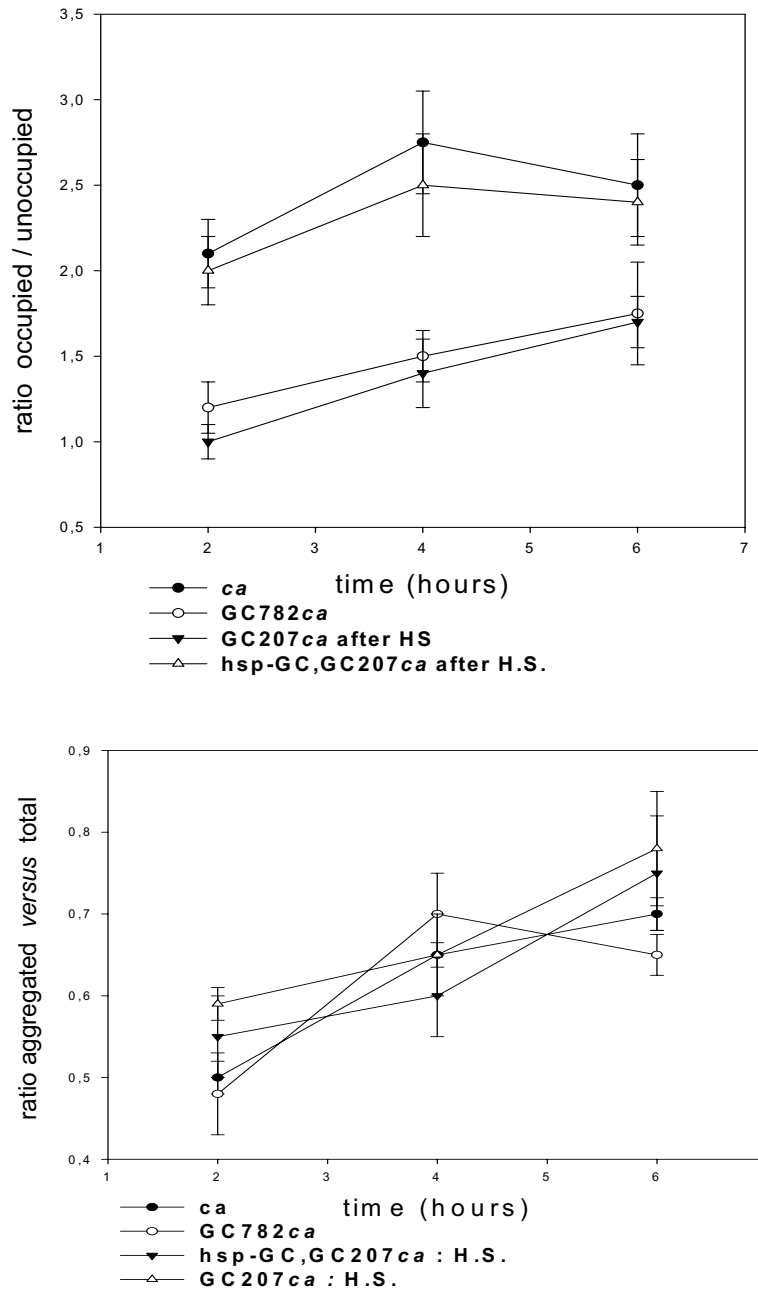 3,5
3,0
2,5
2,0
1,5
1,0
0,5
ratio occupied / unoccupied
1 2 3 4 5 6 7
time (hours)
ca
GC782ca
GC207ca after HS
hsp-GC,GC207ca after H.S.
0,9
0,8
0,7
0,6
0,5
0,4
ratio aggregated versus total
1 2 3 4 5 6
time (hours)
ca
GC782ca
hsp-GC,GC207ca : H.S.
GC207ca : H.S.